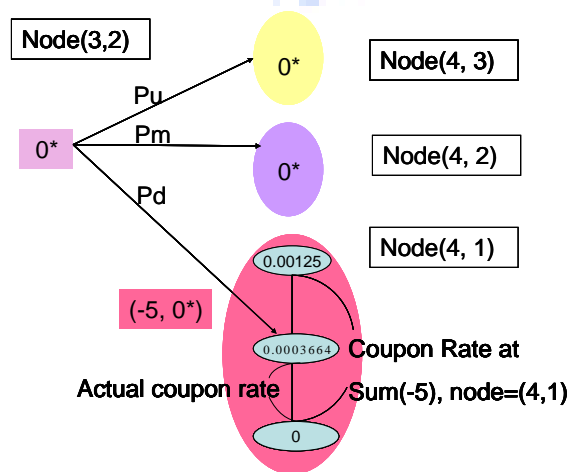 Node(3,2)
0*
Node(4, 3)
Pu
0*
Pm
0*
Node(4, 2)
Pd
Node(4, 1)
0.00125
(-5, 0*)
0.0003664
Coupon Rate at
Actual coupon rate
Sum(-5), node=(4,1)
0